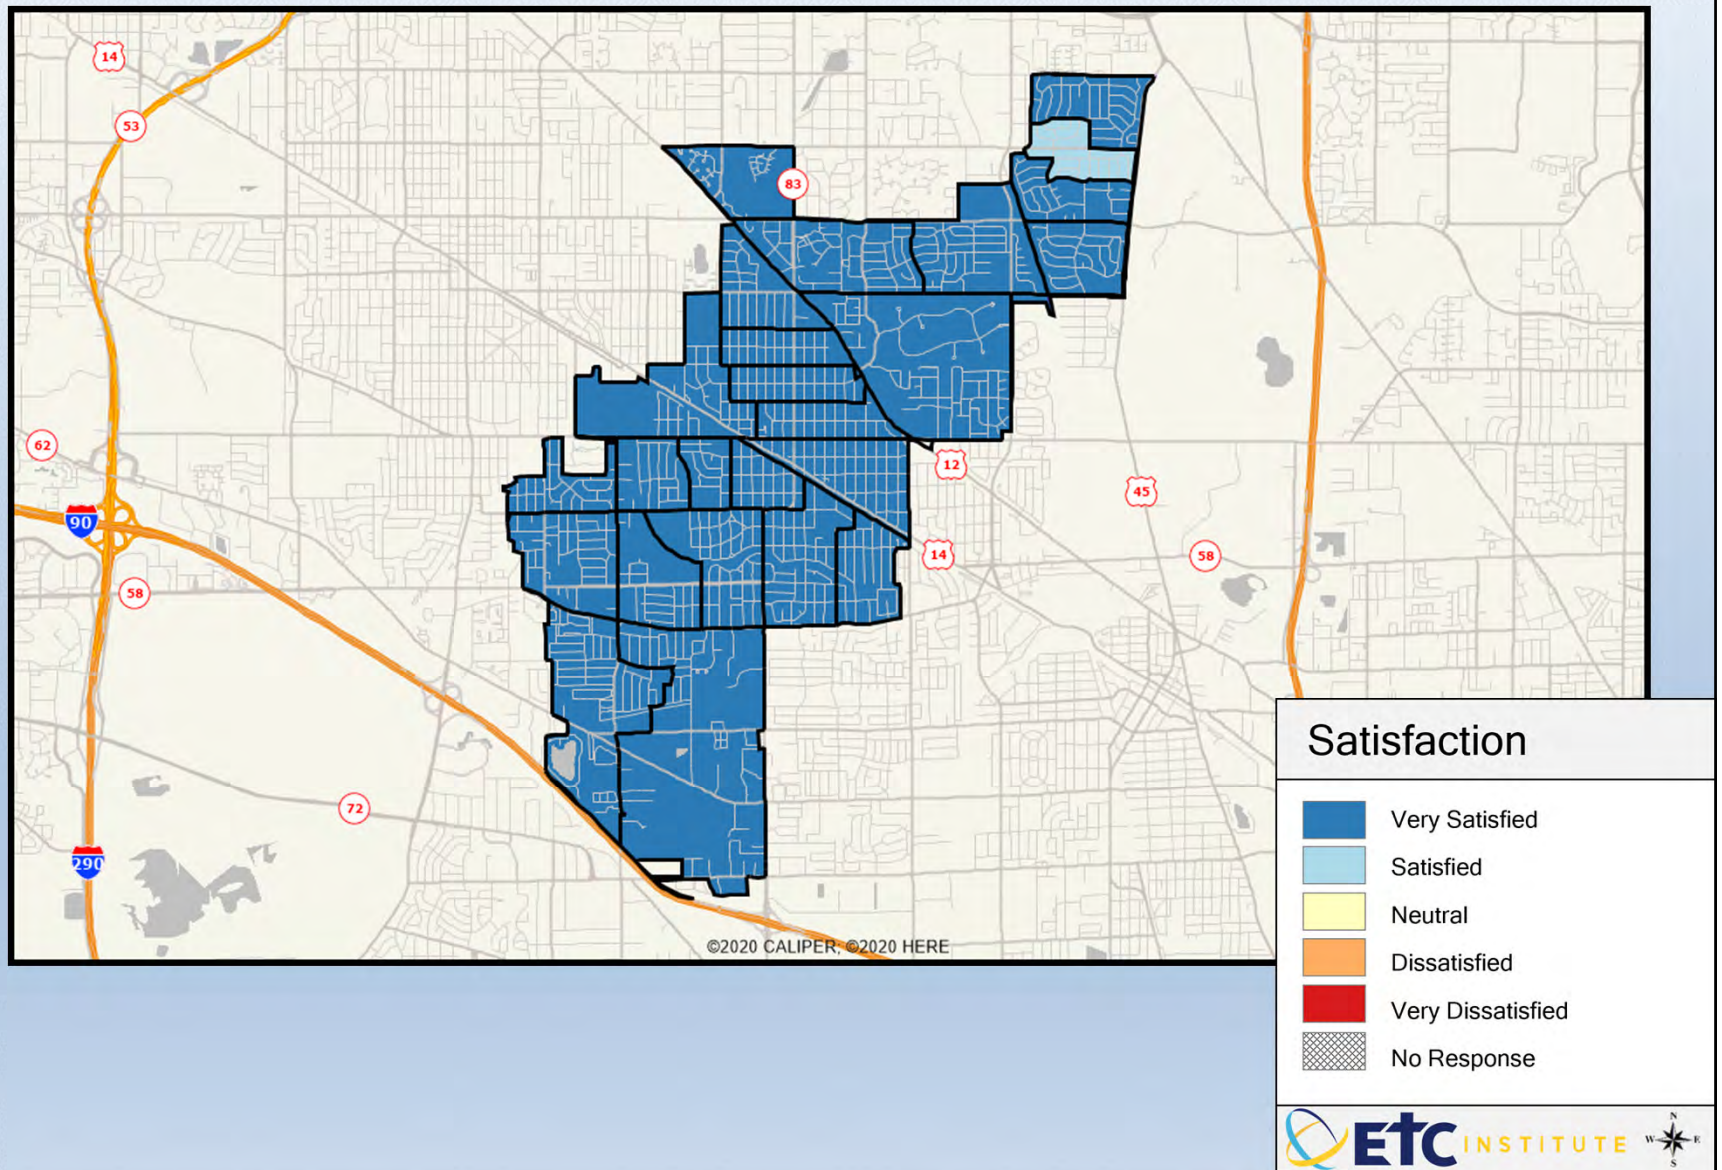 14
53
83
62
12
45
90
14
58
58
72
290
©2020 CALIPER; ©2020 HERE
Satisfaction
Very Satisfied
Satisfied
Neutral
Dissatisfied
Very Dissatisfied
No Response
ETC INSTITUTE
N
W E
S